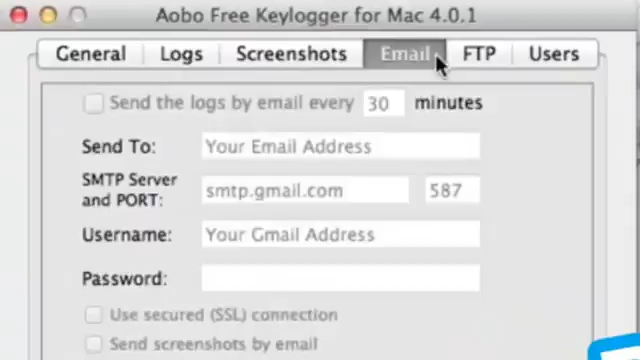 Aobo Free Keylogger for Mac 4.0.1
General Logs Screenshots Email FTP Users
Send the logs by email every 30 minutes
Send To: Your Email Address
SMTP Server and PORT: smtp.gmail.com 587
Username: Your Gmail Address
Password:
Use secured (SSL) connection
Send screenshots by email